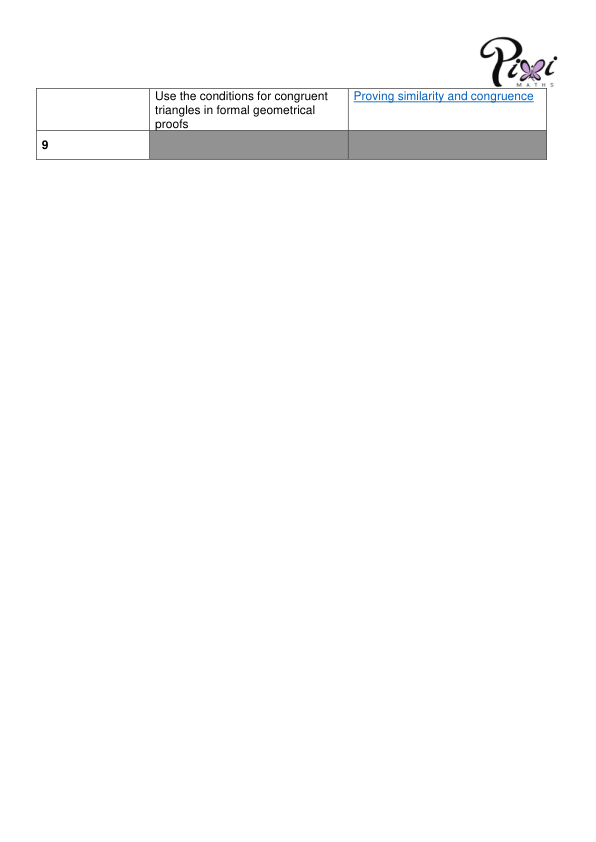 Pixi
MATHS
Use the conditions for congruent
triangles in formal geometrical
proofs
Proving similarity and congruence
9